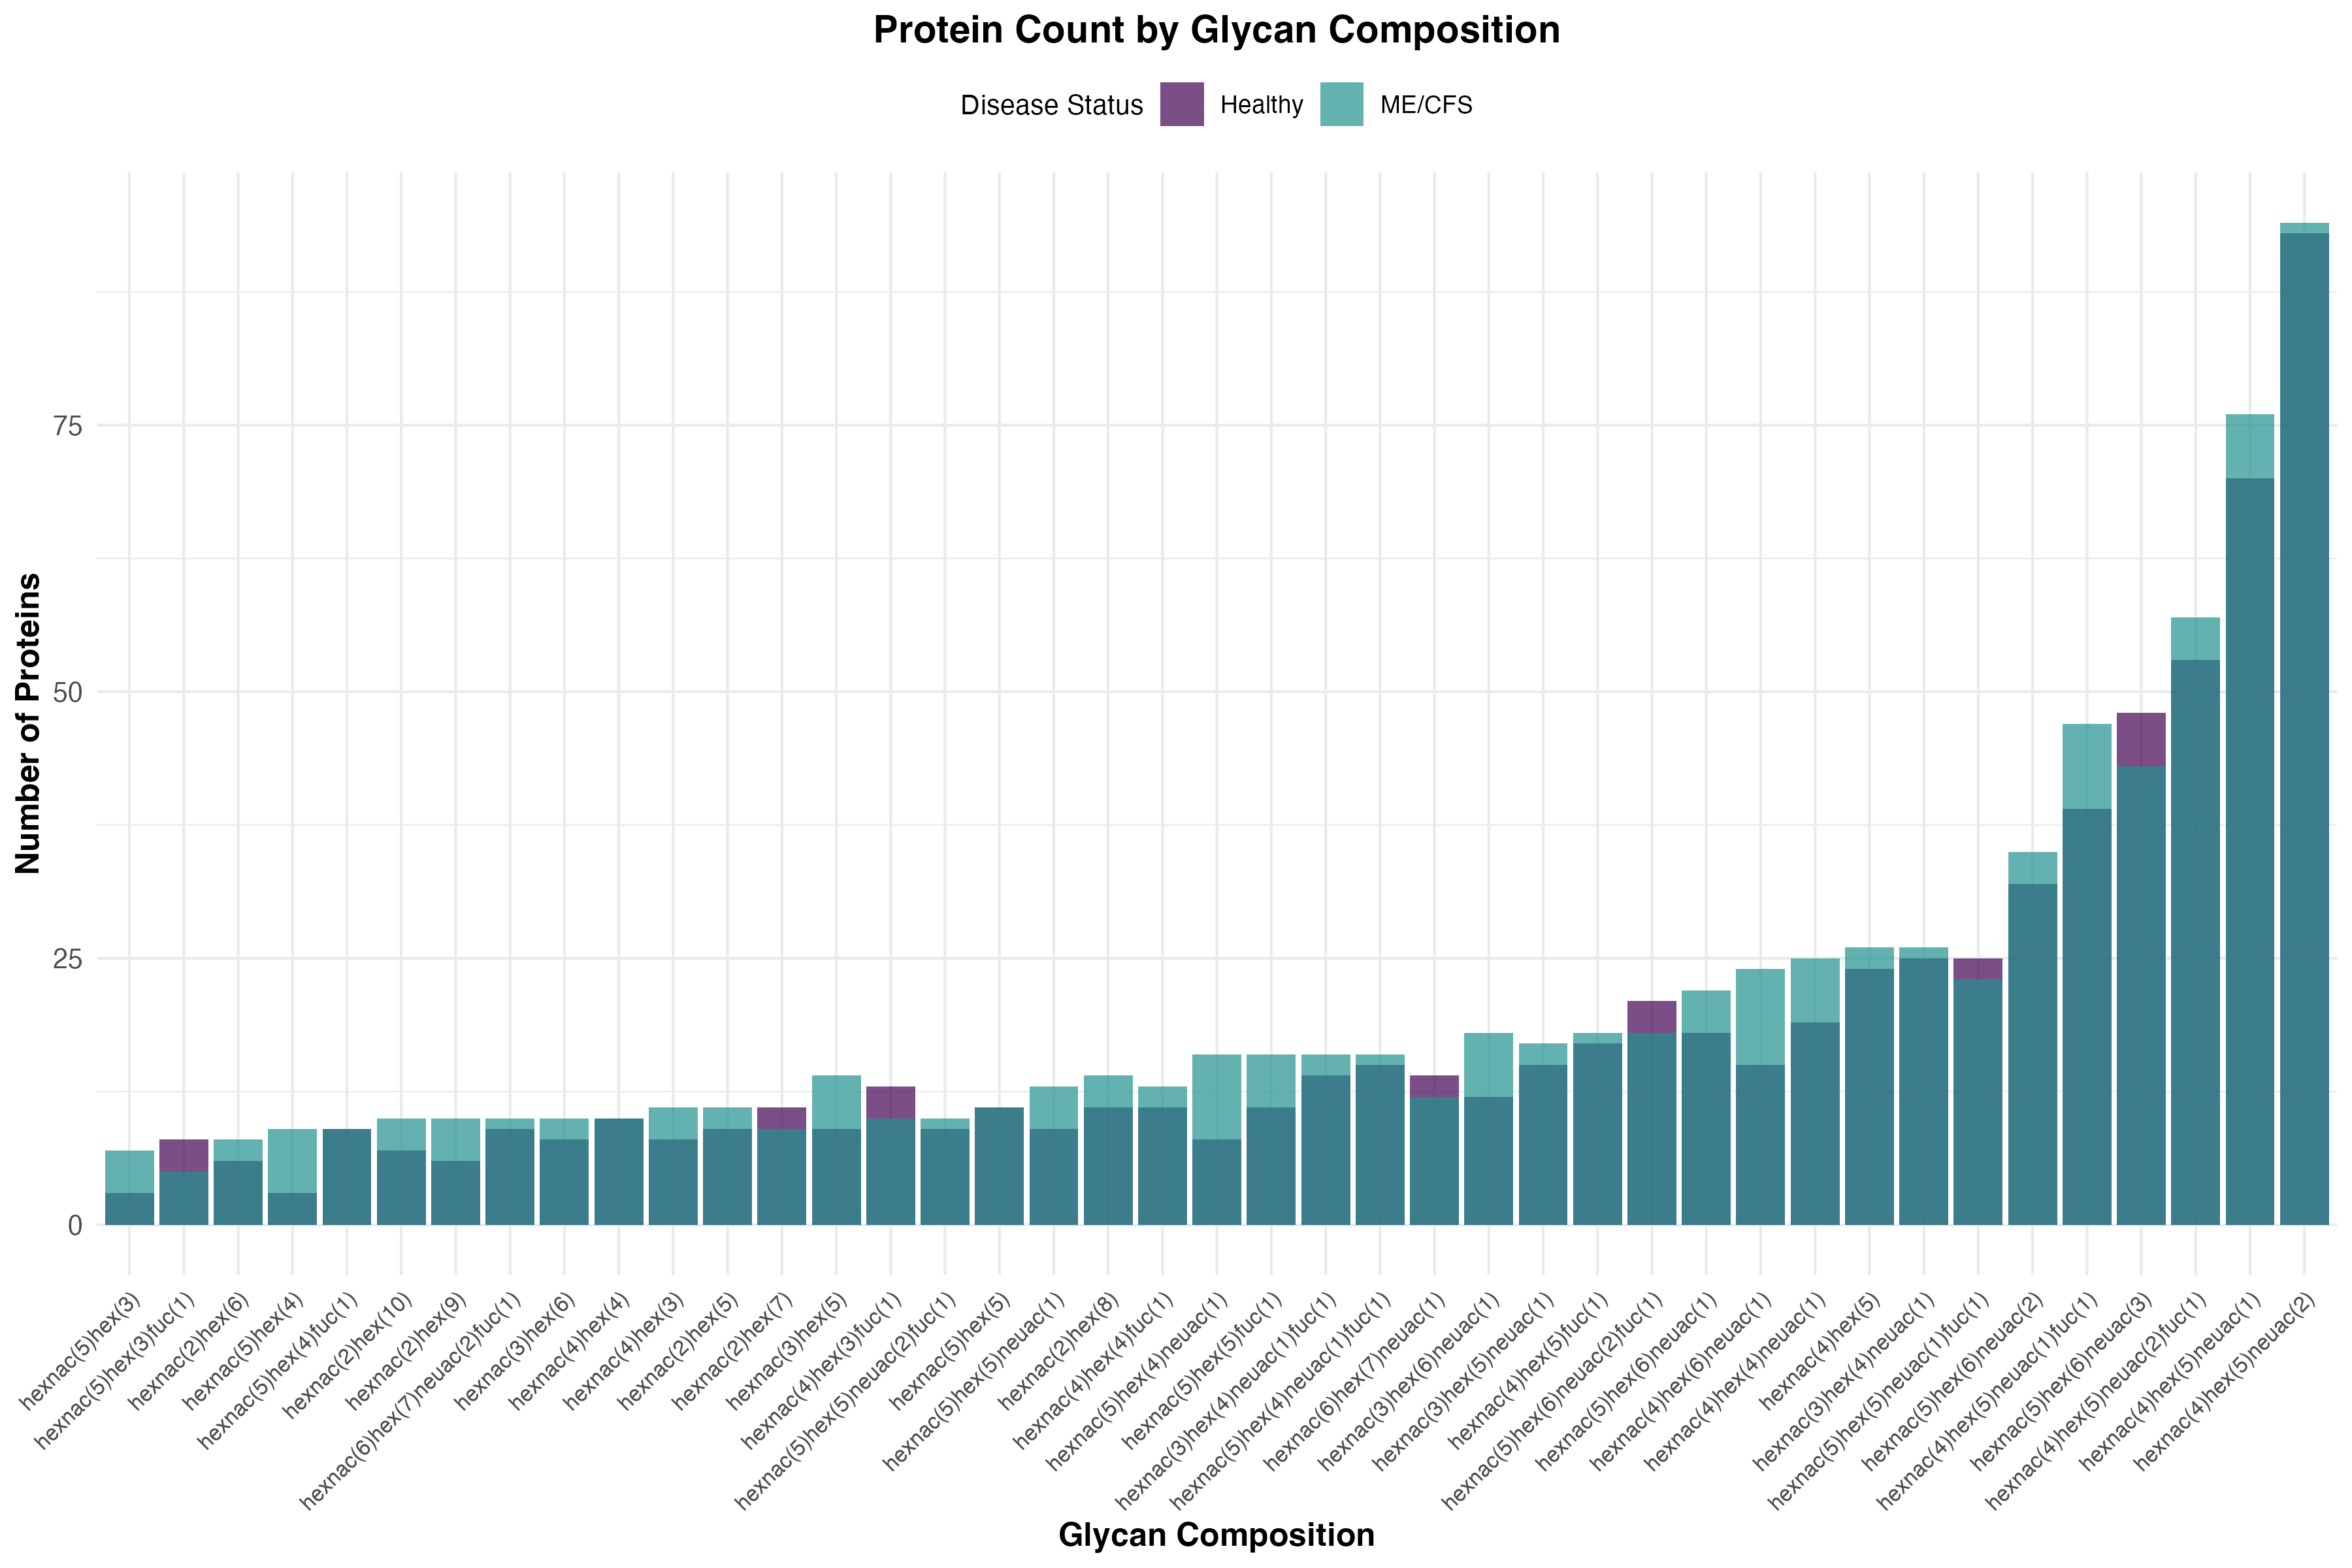 Protein Count by Glycan Composition
Disease Status Healthy ME/CFS
Number of Proteins
75
50
25
0
hexnac(5)hex(3)
hexnac(5)hex(3)fuc(1)
hexnac(2)hex(6)
hexnac(5)hex(4)
hexnac(5)hex(4)fuc(1)
hexnac(2)hex(10)
hexnac(2)hex(9)
hexnac(6)hex(7)neuac(2)fuc(1)
hexnac(3)hex(6)
hexnac(4)hex(4)
hexnac(4)hex(3)
hexnac(2)hex(5)
hexnac(2)hex(7)
hexnac(3)hex(5)
hexnac(4)hex(3)fuc(1)
hexnac(5)hex(5)neuac(2)fuc(1)
hexnac(5)hex(5)
hexnac(5)hex(5)neuac(1)
hexnac(2)hex(8)
hexnac(4)hex(4)fuc(1)
hexnac(5)hex(4)neuac(1)
hexnac(5)hex(5)fuc(1)
hexnac(3)hex(4)neuac(1)fuc(1)
hexnac(5)hex(4)neuac(1)fuc(1)
hexnac(6)hex(7)neuac(1)
hexnac(3)hex(6)neuac(1)
hexnac(3)hex(5)neuac(1)
hexnac(4)hex(5)fuc(1)
hexnac(5)hex(6)neuac(2)fuc(1)
hexnac(5)hex(6)neuac(1)
hexnac(4)hex(6)neuac(1)
hexnac(4)hex(4)neuac(1)
hexnac(4)hex(5)
hexnac(3)hex(4)neuac(1)
hexnac(5)hex(5)neuac(1)fuc(1)
hexnac(5)hex(6)neuac(2)
hexnac(4)hex(5)neuac(1)fuc(1)
hexnac(5)hex(6)neuac(3)
hexnac(4)hex(5)neuac(2)fuc(1)
hexnac(4)hex(5)neuac(1)
hexnac(4)hex(5)neuac(2)
Glycan Composition